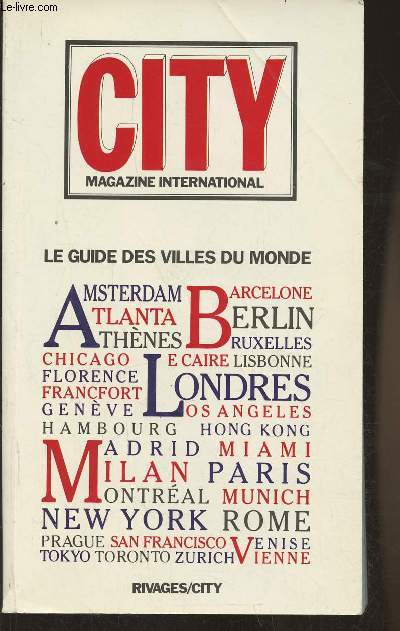 Le-livre.com
CITY
MAGAZINE INTERNATIONAL
LE GUIDE DES VILLES DU MONDE
AMSTERDAM BARCELONE
ATLANTA BERLIN
ATHÈNES BRUXELLES
CHICAGO LE CAIRE LISBONNE
FLORENCE LONDRES
FRANCFORT
GENÈVE LOS ANGELES
HAMBOURG HONG KONG
MADRID MIAMI
MILAN PARIS
MONTRÉAL MUNICH
NEW YORK ROME
PRAGUE SAN FRANCISCO VENISE
TOKYO TORONTO ZURICH VIENNE
RIVAGES/CITY